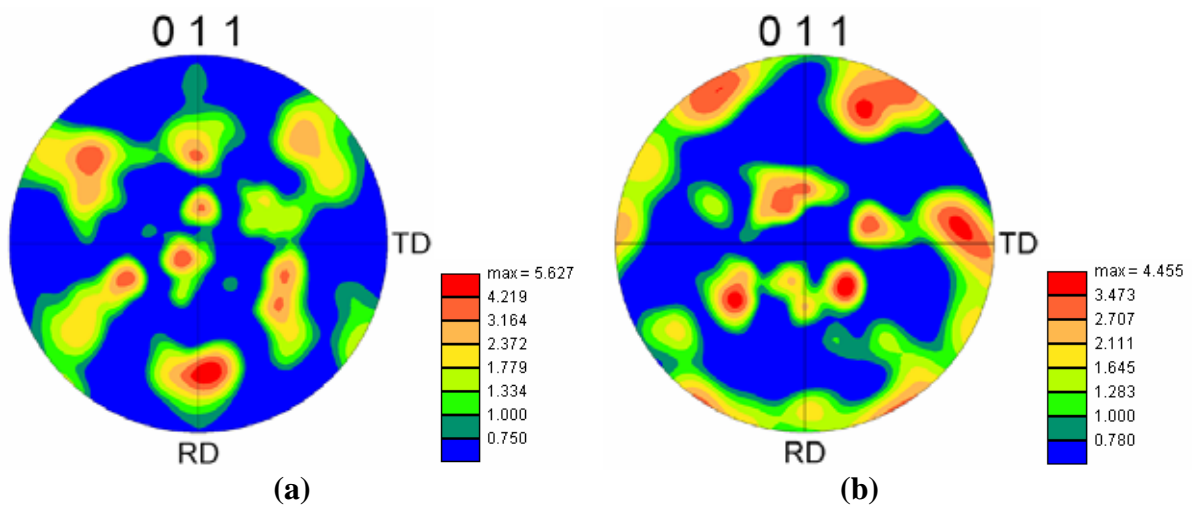 0 1 1
TD
RD
max = 5.627
4.219
3.164
2.372
1.779
1.334
1.000
0.750
(a)
0 1 1
TD
RD
max = 4.455
3.473
2.707
2.111
1.645
1.283
1.000
0.780
(b)